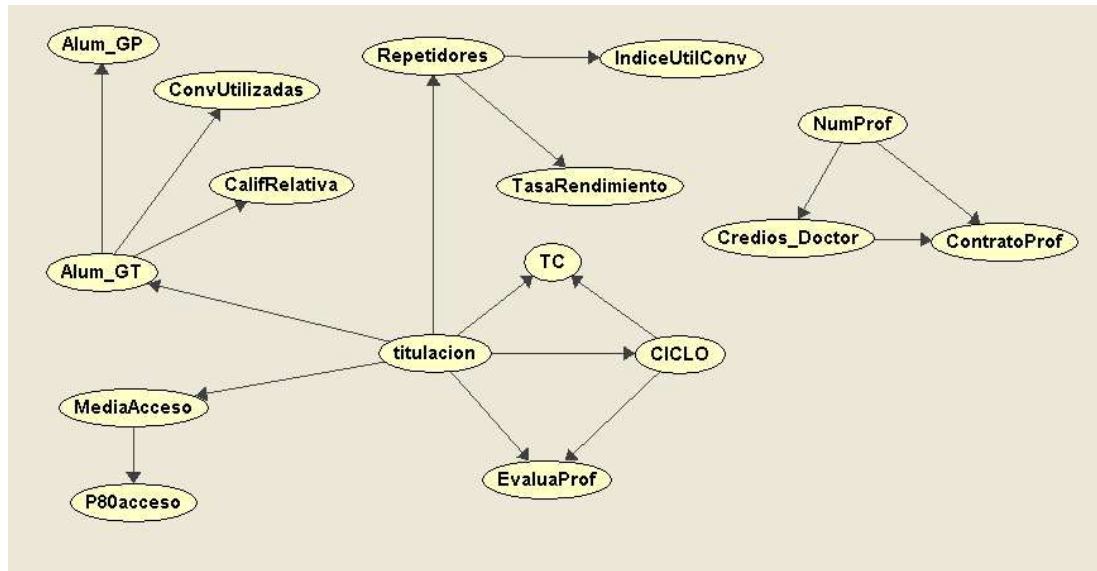 Alum_GP
Repetidores
IndiceUtilConv
ConvUtilizadas
NumProf
CalifRelativa
TasaRendimiento
Credios_Doctor
ContratoProf
Alum_GT
TC
titulacion
CICLO
MediaAcceso
EvaluaProf
P80acceso